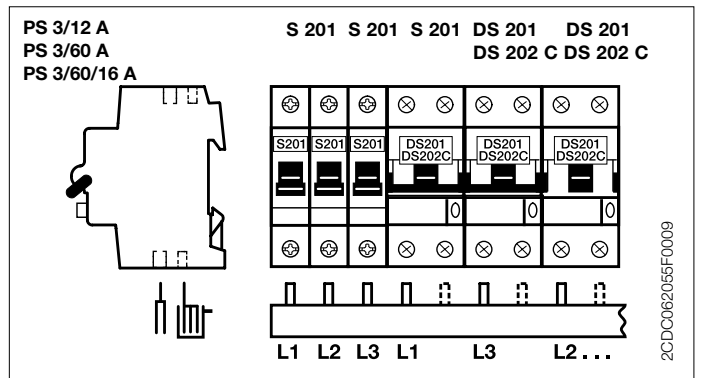 PS 3/12 A
PS 3/60 A
PS 3/60/16 A
S 201 S 201 S 201 DS 201 DS 201
DS 202 C DS 202 C
S201 S201 S201 DS201 DS201 DS201
DS202C DS202C DS202C
L1 L2 L3 L1 L3 L2...
2CDC062055F0009